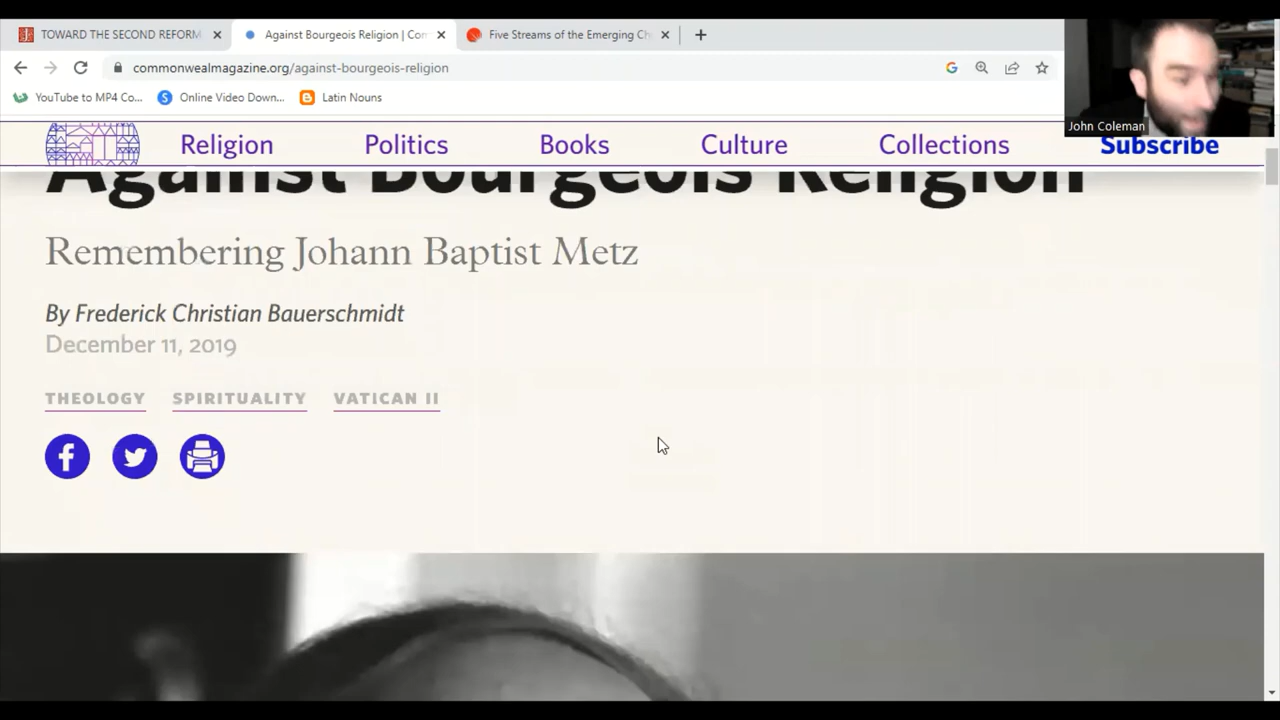 TOWARD THE SECOND REFORM
Against Bourgeois Religion | Con
Five Streams of the Emerging Ch
commonwealmagazine.org/against-bourgeois-religion
YouTube to MP4 Co...
Online Video Down...
Latin Nouns
John Coleman
Religion
Politics
Books
Culture
Collections
Subscribe
Against Bourgeois Religion
Remembering Johann Baptist Metz
By Frederick Christian Bauerschmidt
December 11, 2019
THEOLOGY
SPIRITUALITY
VATICAN II